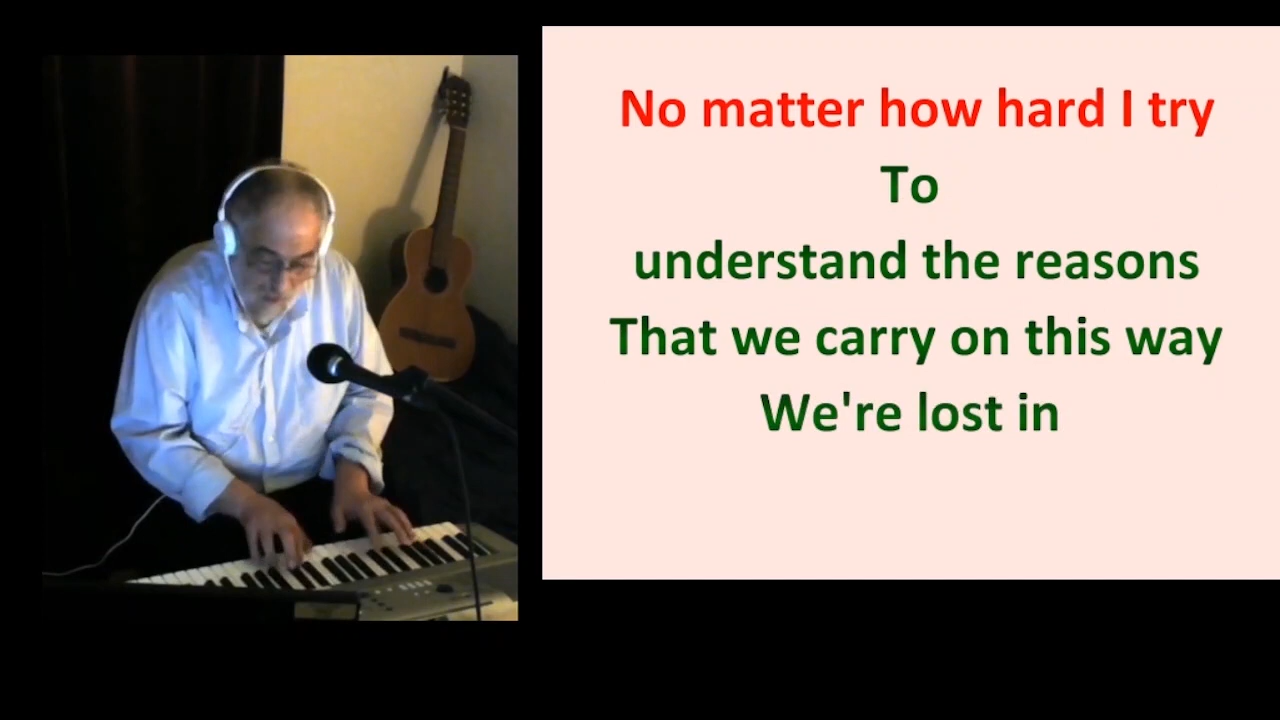 No matter how hard I try
To
understand the reasons
That we carry on this way
We're lost in